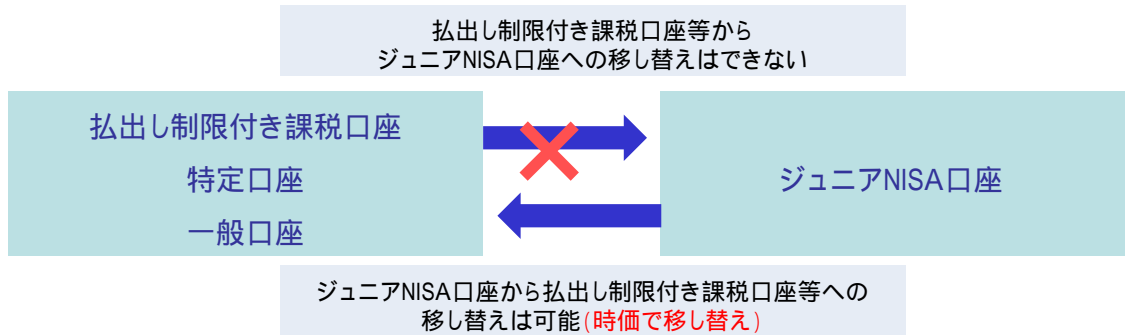 払出し制限付き課税口座等から
ジュニアNISA口座への移し替えはできない
払出し制限付き課税口座
特定口座
一般口座
ジュニアNISA口座
ジュニアNISA口座から払出し制限付き課税口座等への
移し替えは可能(時価で移し替え)